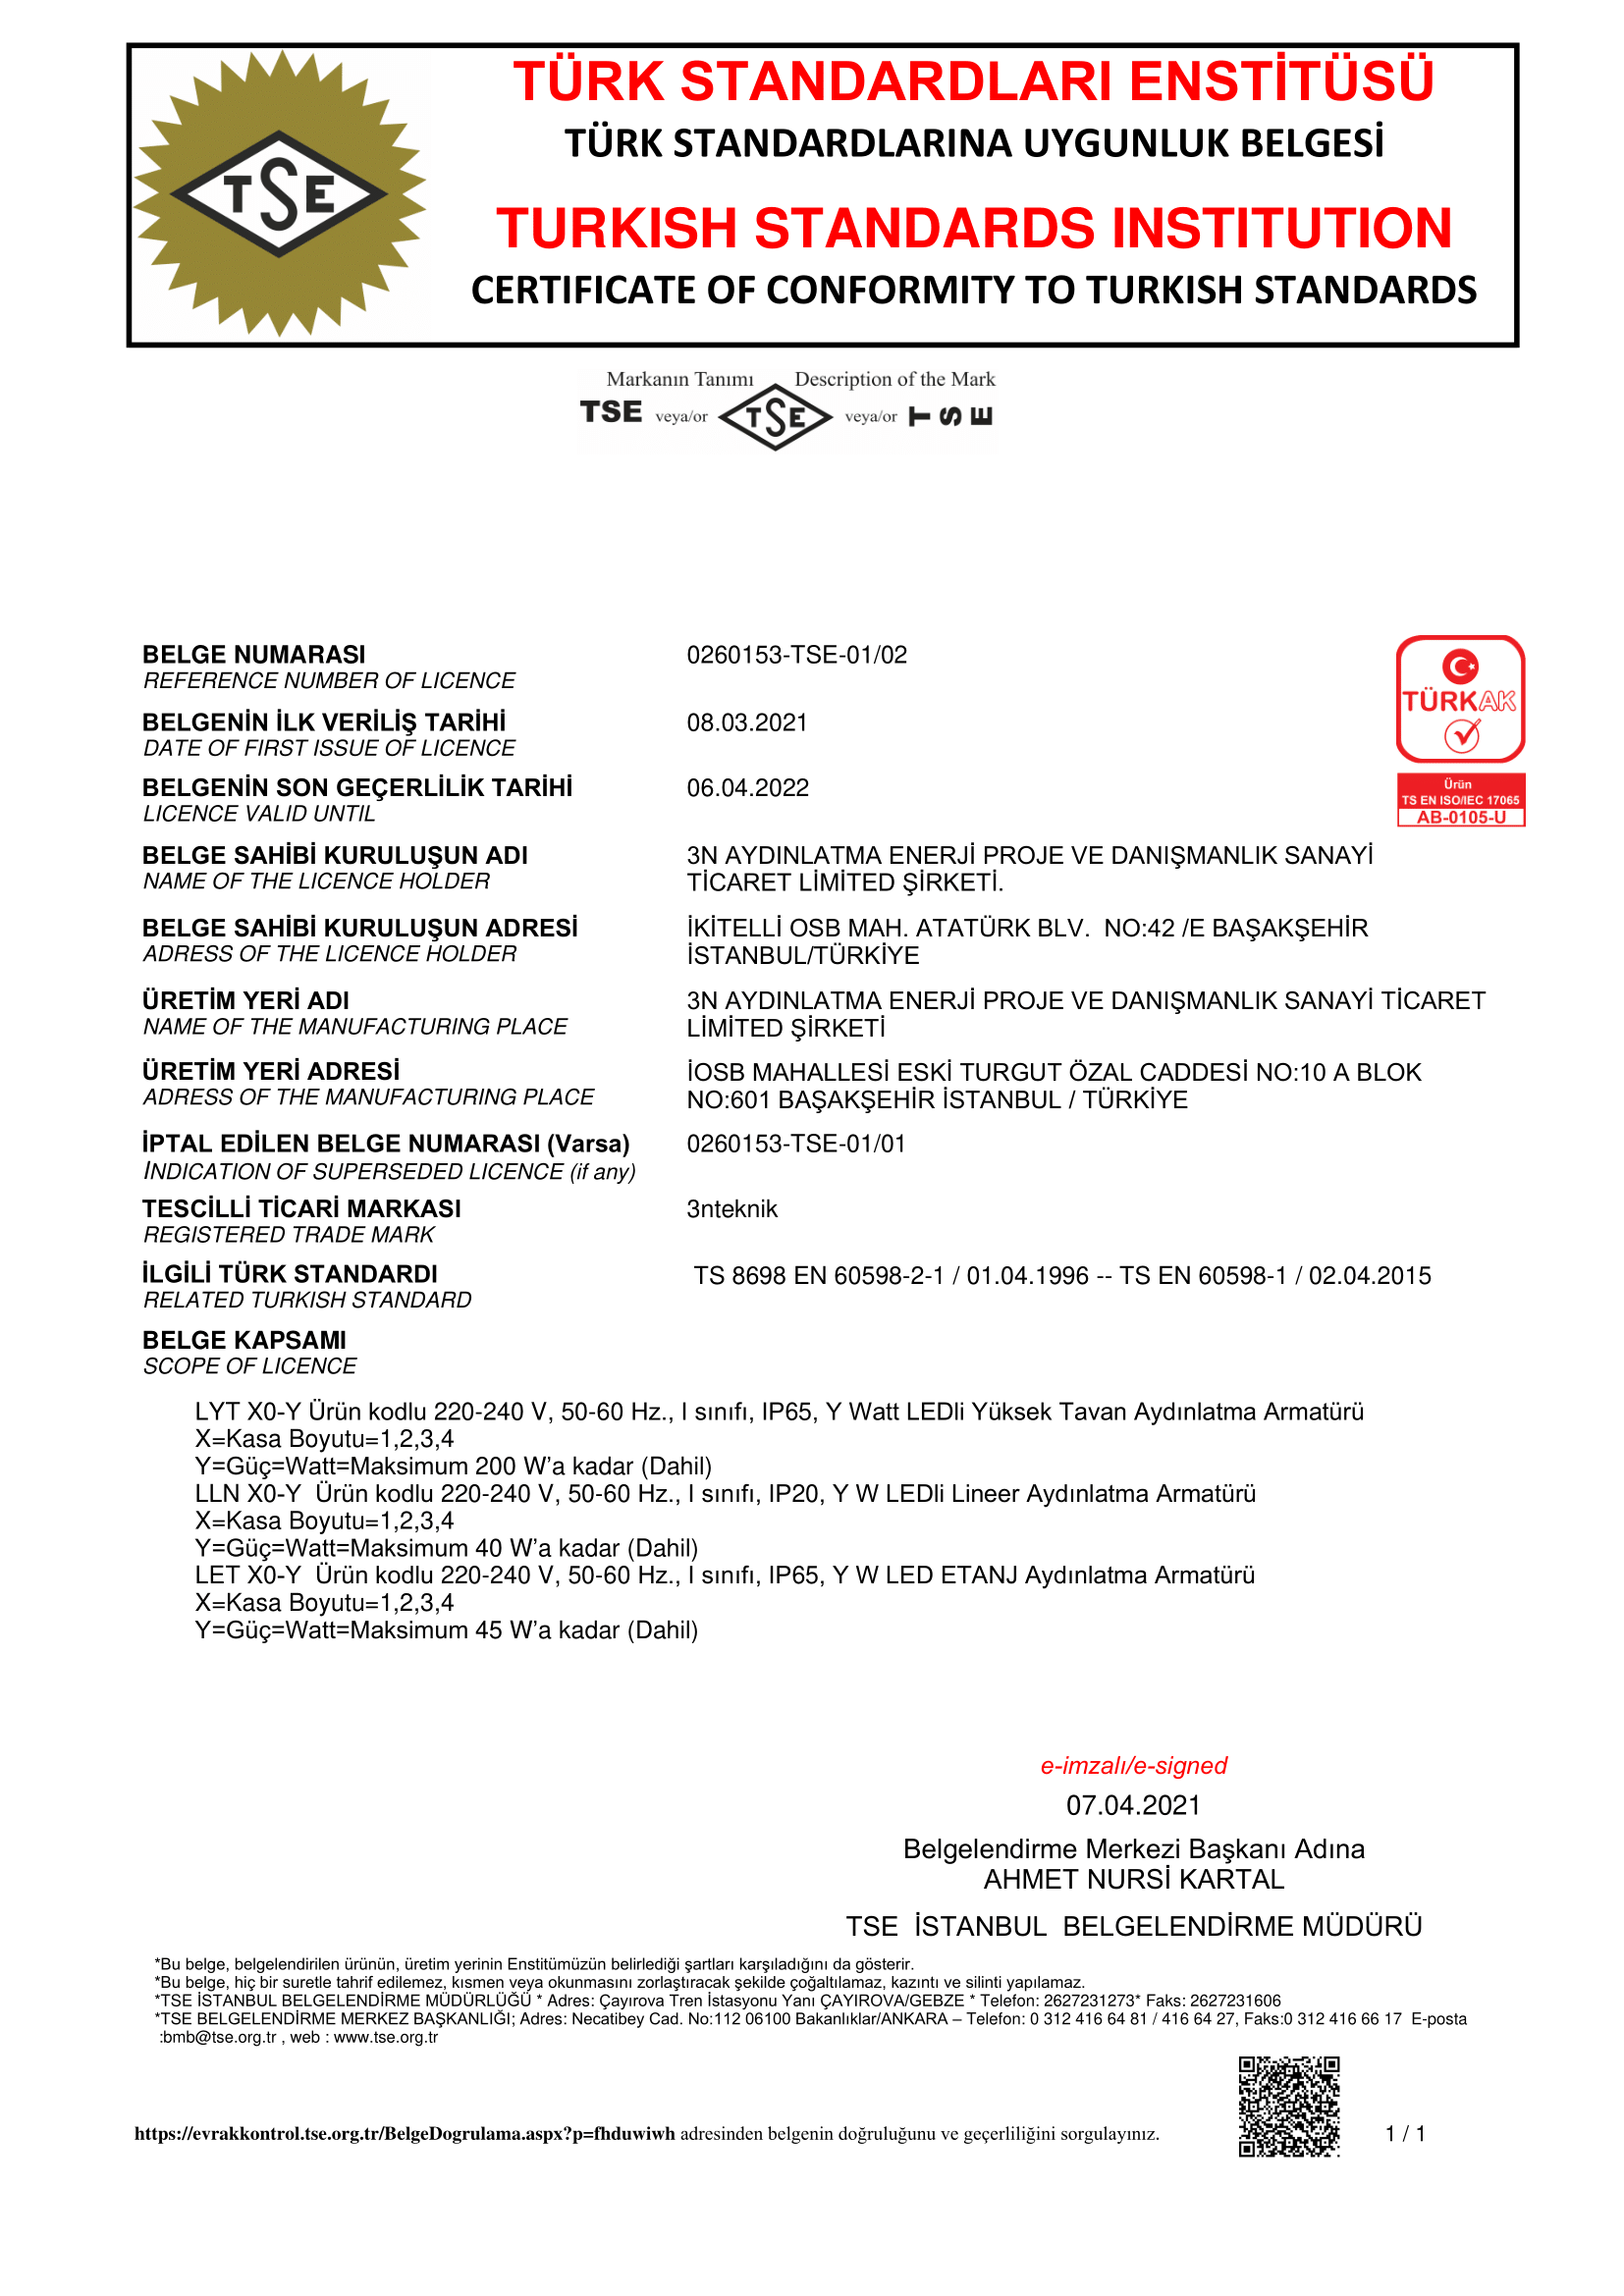 TSE
TÜRK STANDARDLARI ENSTİTÜSÜ
TÜRK STANDARDLARINA UYGUNLUK BELGESİ
TURKISH STANDARDS INSTITUTION
CERTIFICATE OF CONFORMITY TO TURKISH STANDARDS
Markanın Tanımı Description of the Mark
TSE veya/or TSE veya/or TSE
BELGE NUMARASI 0260153-TSE-01/02
REFERENCE NUMBER OF LICENCE
BELGENİN İLK VERİLİŞ TARİHİ 08.03.2021
DATE OF FIRST ISSUE OF LICENCE
BELGENİN SON GEÇERLİLİK TARİHİ 06.04.2022
LICENCE VALID UNTIL
TÜRKAK
Ürün
TS EN ISO/IEC 17065
AB-0105-U
BELGE SAHİBİ KURULUŞUN ADI 3N AYDINLATMA ENERJİ PROJE VE DANIŞMANLIK SANAYİ
NAME OF THE LICENCE HOLDER TİCARET LİMİTED ŞİRKETİ.
BELGE SAHİBİ KURULUŞUN ADRESİ İKİTELLİ OSB MAH. ATATÜRK BLV.  NO:42 /E BAŞAKŞEHİR
ADRESS OF THE LICENCE HOLDER İSTANBUL/TÜRKİYE
ÜRETİM YERİ ADI 3N AYDINLATMA ENERJİ PROJE VE DANIŞMANLIK SANAYİ TİCARET
NAME OF THE MANUFACTURING PLACE LİMİTED ŞİRKETİ
ÜRETİM YERİ ADRESİ İOSB MAHALLESİ ESKİ TURGUT ÖZAL CADDESİ NO:10 A BLOK
ADRESS OF THE MANUFACTURING PLACE NO:601 BAŞAKŞEHİR İSTANBUL / TÜRKİYE
İPTAL EDİLEN BELGE NUMARASI (Varsa) 0260153-TSE-01/01
INDICATION OF SUPERSEDED LICENCE (if any)
TESCİLLİ TİCARİ MARKASI 3nteknik
REGISTERED TRADE MARK
İLGİLİ TÜRK STANDARDI TS 8698 EN 60598-2-1 / 01.04.1996 -- TS EN 60598-1 / 02.04.2015
RELATED TURKISH STANDARD
BELGE KAPSAMI
SCOPE OF LICENCE
LYT X0-Y Ürün kodlu 220-240 V, 50-60 Hz., I sınıfı, IP65, Y Watt LEDli Yüksek Tavan Aydınlatma Armatürü
X=Kasa Boyutu=1,2,3,4
Y=Güç=Watt=Maksimum 200 W’a kadar (Dahil)
LLN X0-Y  Ürün kodlu 220-240 V, 50-60 Hz., I sınıfı, IP20, Y W LEDli Lineer Aydınlatma Armatürü
X=Kasa Boyutu=1,2,3,4
Y=Güç=Watt=Maksimum 40 W’a kadar (Dahil)
LET X0-Y  Ürün kodlu 220-240 V, 50-60 Hz., I sınıfı, IP65, Y W LED ETANJ Aydınlatma Armatürü
X=Kasa Boyutu=1,2,3,4
Y=Güç=Watt=Maksimum 45 W’a kadar (Dahil)
e-imzalı/e-signed
07.04.2021
Belgelendirme Merkezi Başkanı Adına
AHMET NURSİ KARTAL
TSE  İSTANBUL  BELGELENDİRME MÜDÜRÜ
*Bu belge, belgelendirilen ürünün, üretim yerinin Enstitümüzün belirlediği şartları karşıladığını da gösterir.
*Bu belge, hiç bir suretle tahrif edilemez, kısmen veya okunmasını zorlaştıracak şekilde çoğaltılamaz, kazıntı ve silinti yapılamaz.
*TSE İSTANBUL BELGELENDİRME MÜDÜRLÜĞÜ * Adres: Çayırova Tren İstasyonu Yanı ÇAYIROVA/GEBZE * Telefon: 2627231273* Faks: 2627231606
*TSE BELGELENDİRME MERKEZ BAŞKANLIĞI; Adres: Necatibey Cad. No:112 06100 Bakanlıklar/ANKARA – Telefon: 0 312 416 64 81 / 416 64 27, Faks:0 312 416 66 17  E-posta
:bmb@tse.org.tr , web : www.tse.org.tr
https://evrakkontrol.tse.org.tr/BelgeDogrulama.aspx?p=fhduwiwh adresinden belgenin doğruluğunu ve geçerliliğini sorgulayınız.
1 / 1